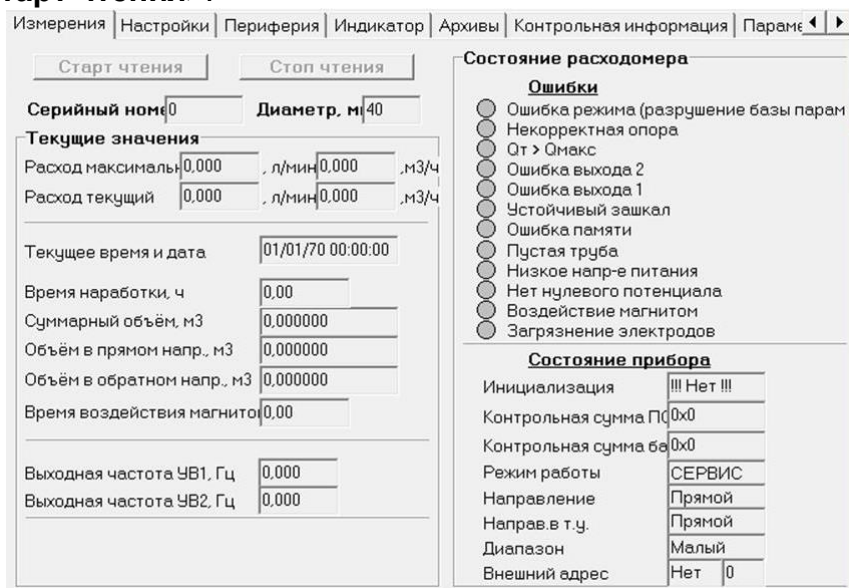 Измерения Настройки Периферия Индикатор Архивы Контрольная информация Параме
Старт чтения Стоп чтения
Серийный номе 0 Диаметр, м 40
Текущие значения
Расход максималь 0,000 , л/мин 0,000 ,м3/ч
Расход текущий 0,000 , л/мин 0,000 ,м3/ч
Текущее время и дата 01/01/70 00:00:00
Время наработки, ч 0,00
Суммарный объём, м3 0,000000
Объём в прямом напр., м3 0,000000
Объём в обратном напр., м3 0,000000
Время воздействия магнито 0,00
Выходная частота УВ1, Гц 0,000
Выходная частота УВ2, Гц 0,000
Состояние расходомера
Ошибки
Ошибка режима (разрушение базы парам
Некорректная опора
Qт > Qмакс
Ошибка выхода 2
Ошибка выхода 1
Устойчивый зашкал
Ошибка памяти
Пустая труба
Низкое напр-е питания
Нет нулевого потенциала
Воздействие магнитом
Загрязнение электродов
Состояние прибора
Инициализация !!! Нет !!!
Контрольная сумма ПО 0x0
Контрольная сумма ба 0x0
Режим работы СЕРВИС
Направление Прямой
Направ.в т.у. Прямой
Диапазон Малый
Внешний адрес Нет 0